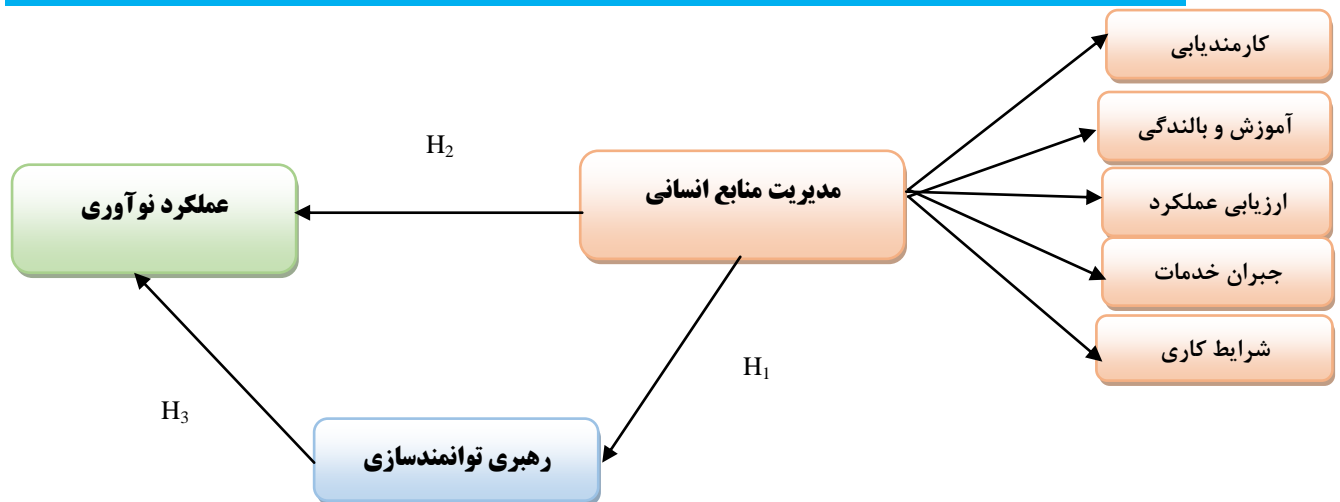 کارمندیابی
آموزش و بالندگی
ارزیابی عملکرد
جبران خدمات
شرایط کاری
مدیریت منابع انسانی
H₂
عملکرد نوآوری
H₁
H₃
رهبری توانمندسازی